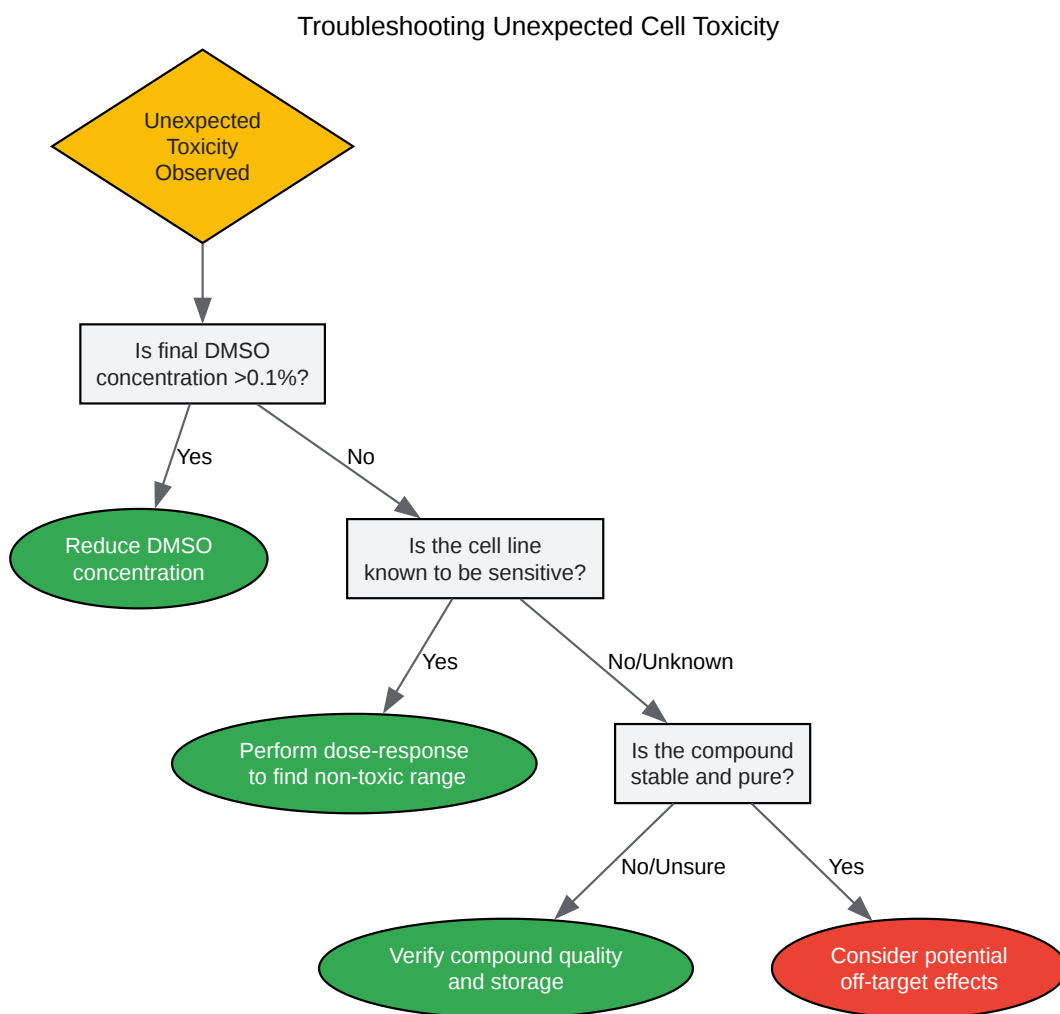 Troubleshooting Unexpected Cell Toxicity
Unexpected
Toxicity
Observed
Is final DMSO
concentration >0.1%?
Yes
No
Reduce DMSO
concentration
Is the cell line
known to be sensitive?
Yes
No/Unknown
Perform dose-response
to find non-toxic range
Is the compound
stable and pure?
No/Unsure
Yes
Verify compound quality
and storage
Consider potential
off-target effects